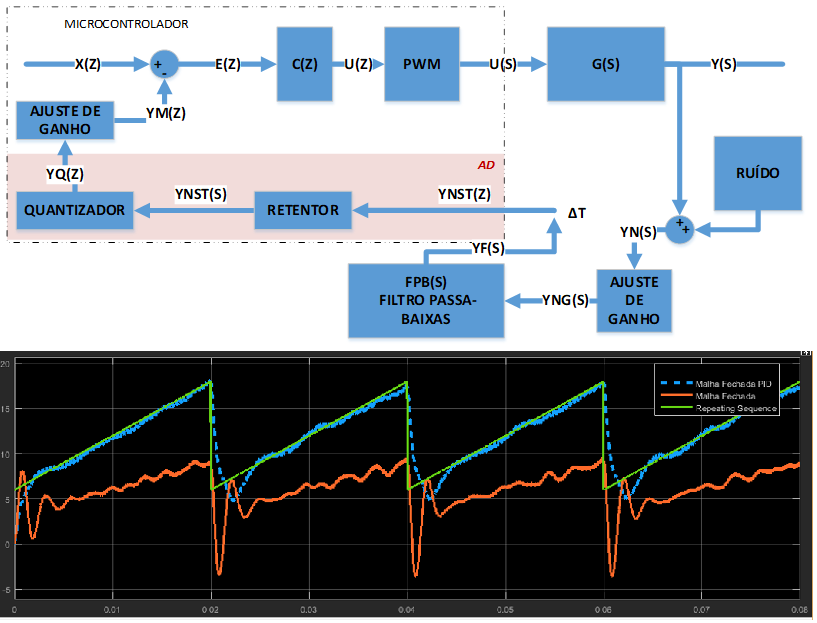 MICROCONTROLADOR
X(Z)
+
-
E(Z)
C(Z)
U(Z)
PWM
U(S)
G(S)
Y(S)
AJUSTE DE
GANHO
YM(Z)
AD
YQ(Z)
RUÍDO
QUANTIZADOR
YNST(S)
RETENTOR
YNST(Z)
ΔT
+
+
YN(S)
YF(S)
FPB(S)
FILTRO PASSA-
BAIXAS
YNG(S)
AJUSTE
DE
GANHO
20
15
10
5
0
-5
Malha Fechada PID
Malha Fechada
Repeating Sequence
0
0.01
0.02
0.03
0.04
0.05
0.06
0.07
0.08